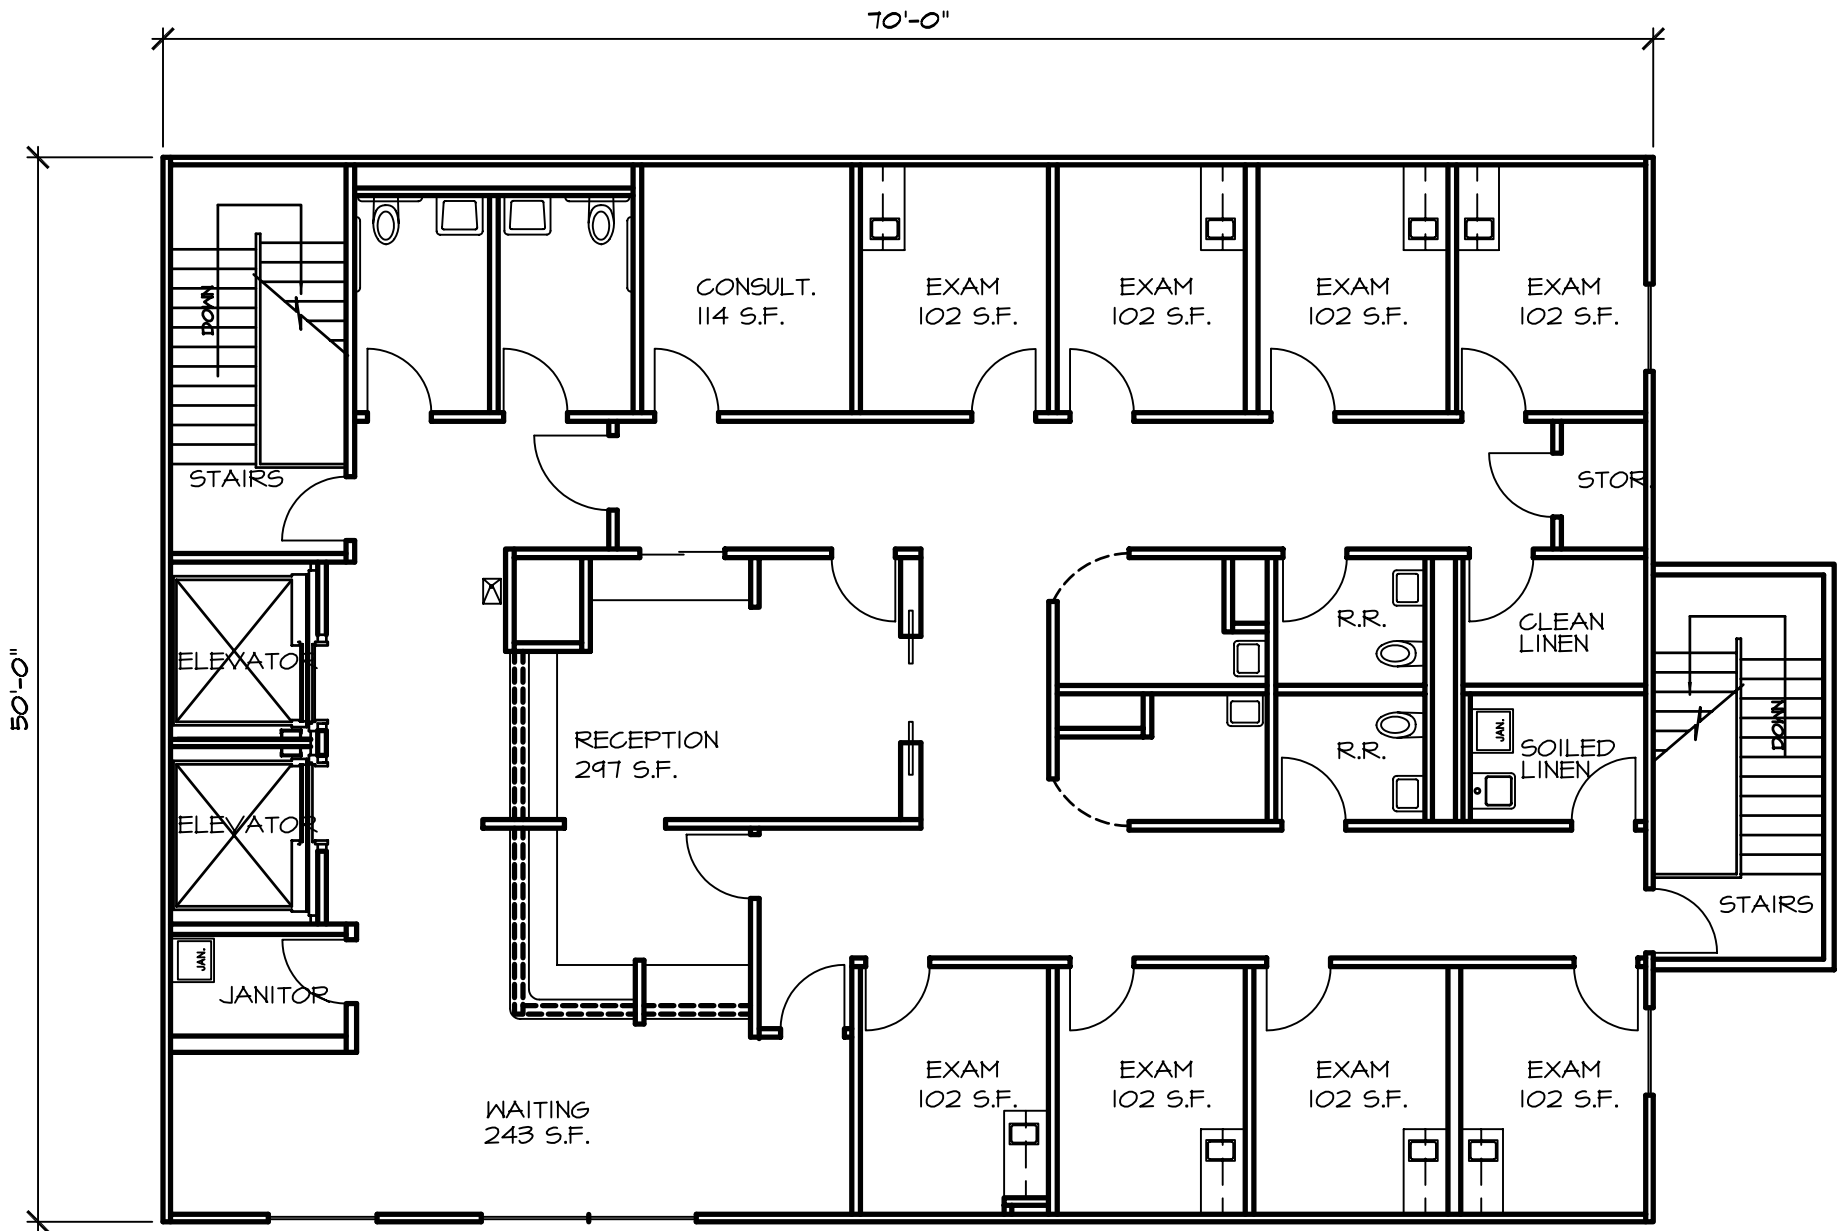 70'-0"
50'-0"
CONSULT.
114 S.F.
EXAM
102 S.F.
EXAM
102 S.F.
EXAM
102 S.F.
EXAM
102 S.F.
DOWN
STAIRS
STOR.
ELEVATOR
R.R.
CLEAN
LINEN
RECEPTION
297 S.F.
R.R.
JAN.
SOILED
LINEN
DOWN
ELEVATOR
STAIRS
JAN.
JANITOR
EXAM
102 S.F.
EXAM
102 S.F.
EXAM
102 S.F.
EXAM
102 S.F.
WAITING
243 S.F.